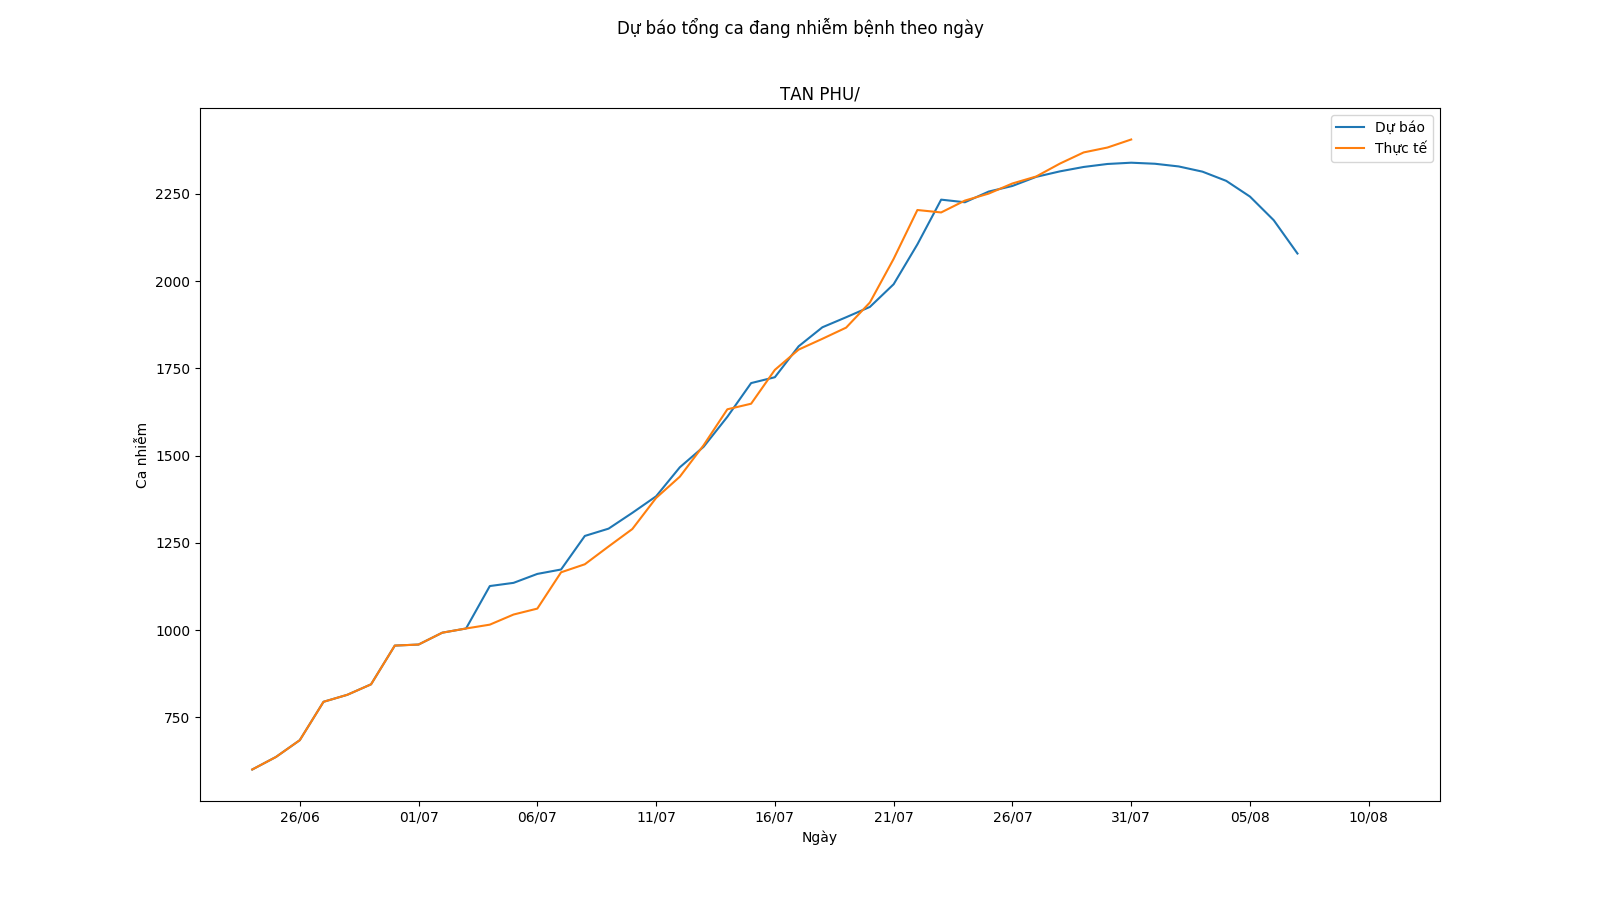 Dự báo tổng ca đang nhiễm bệnh theo ngày
TAN PHU/
Dự báo
Thực tế
Ca nhiễm
2250
2000
1750
1500
1250
1000
750
26/06 01/07 06/07 11/07 16/07 21/07 26/07 31/07 05/08 10/08
Ngày